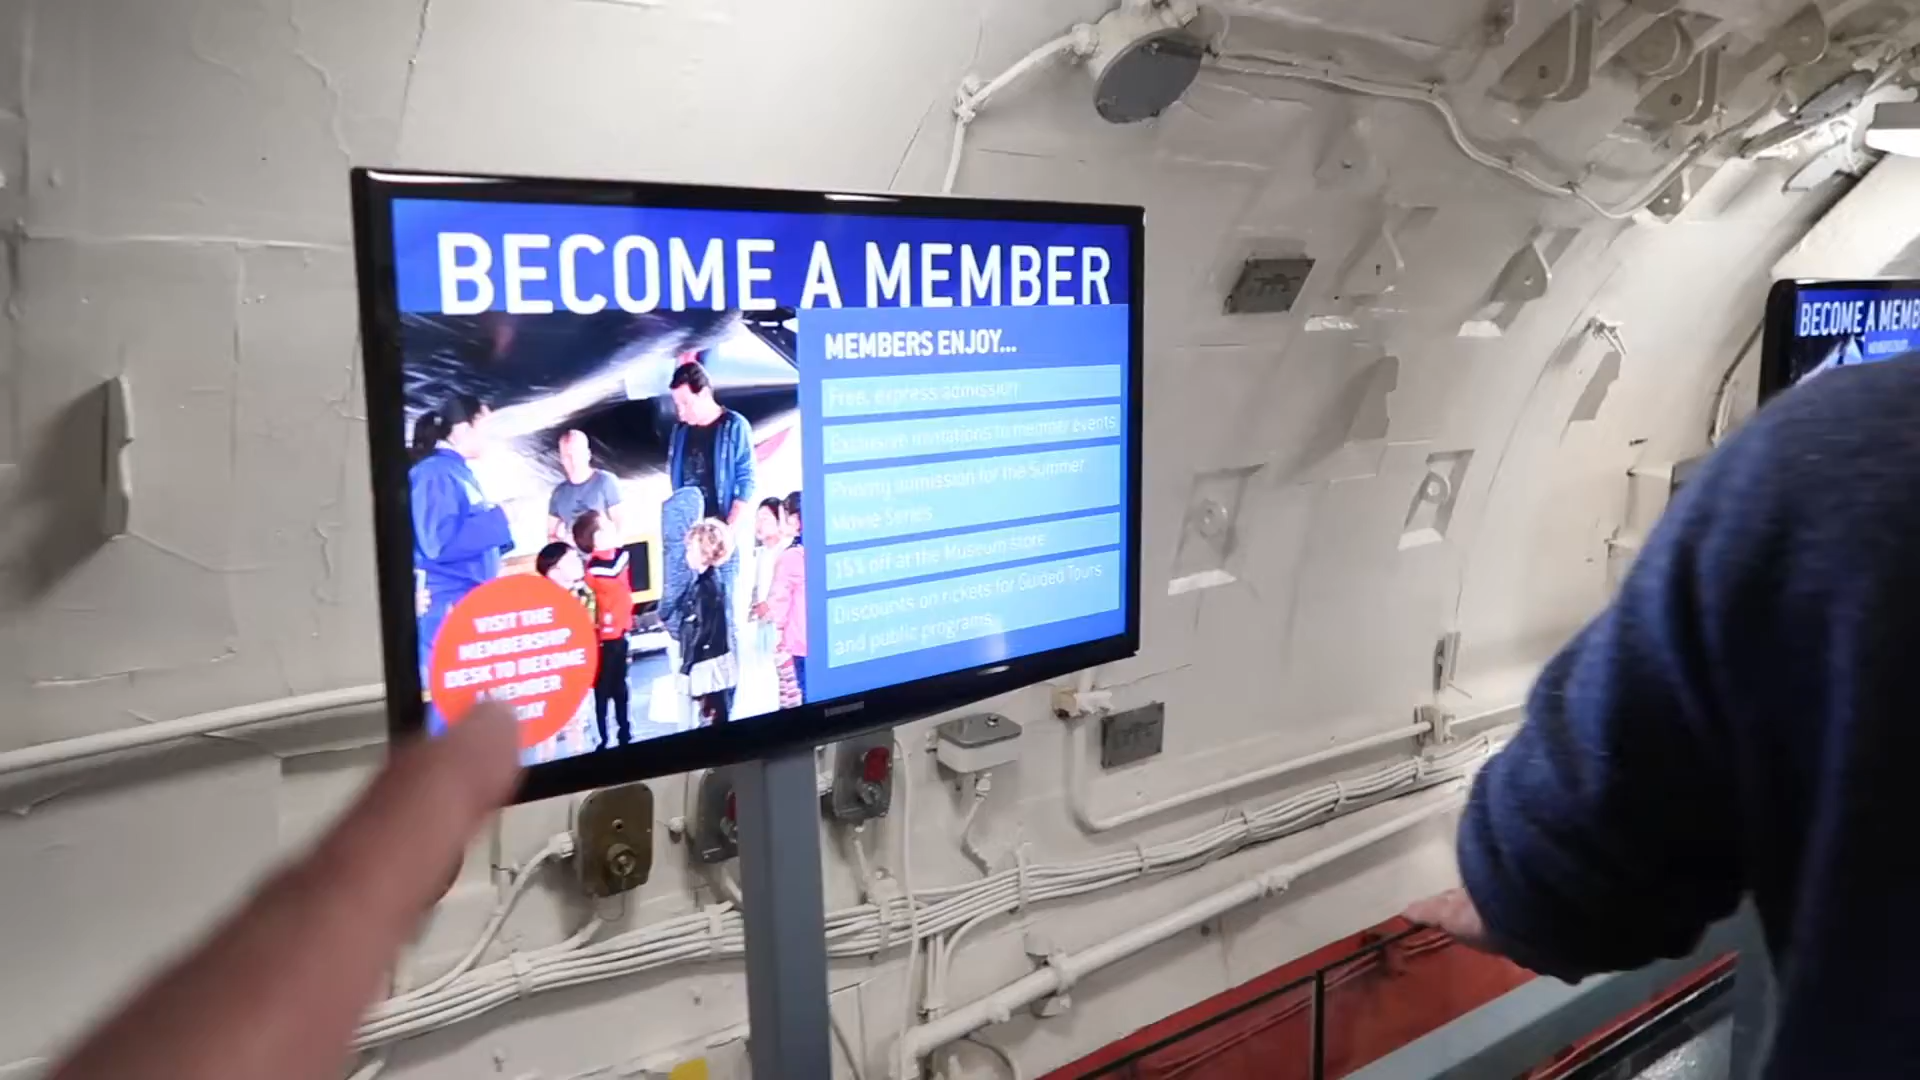 BECOME A MEMBER
MEMBERS ENJOY...
Free, express admission
Exclusive invitations to member events
Priority admission for the Summer
Movie Series
15% off at the Museum store
Discounts on tickets for Guided Tours
and public programs
VISIT THE
MEMBERSHIP
DESK TO BECOME
A MEMBER
SAMSUNG
BECOME A MEMB